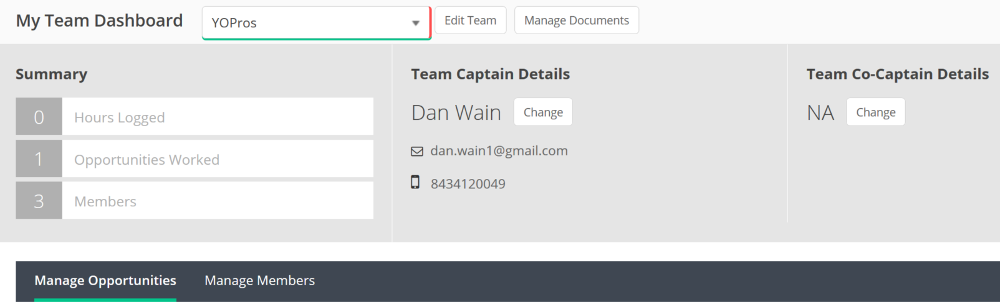 My Team Dashboard YOPros Edit Team Manage Documents
Summary
0 Hours Logged
1 Opportunities Worked
3 Members
Team Captain Details
Dan Wain Change
dan.wain1@gmail.com
8434120049
Team Co-Captain Details
NA Change
Manage Opportunities Manage Members